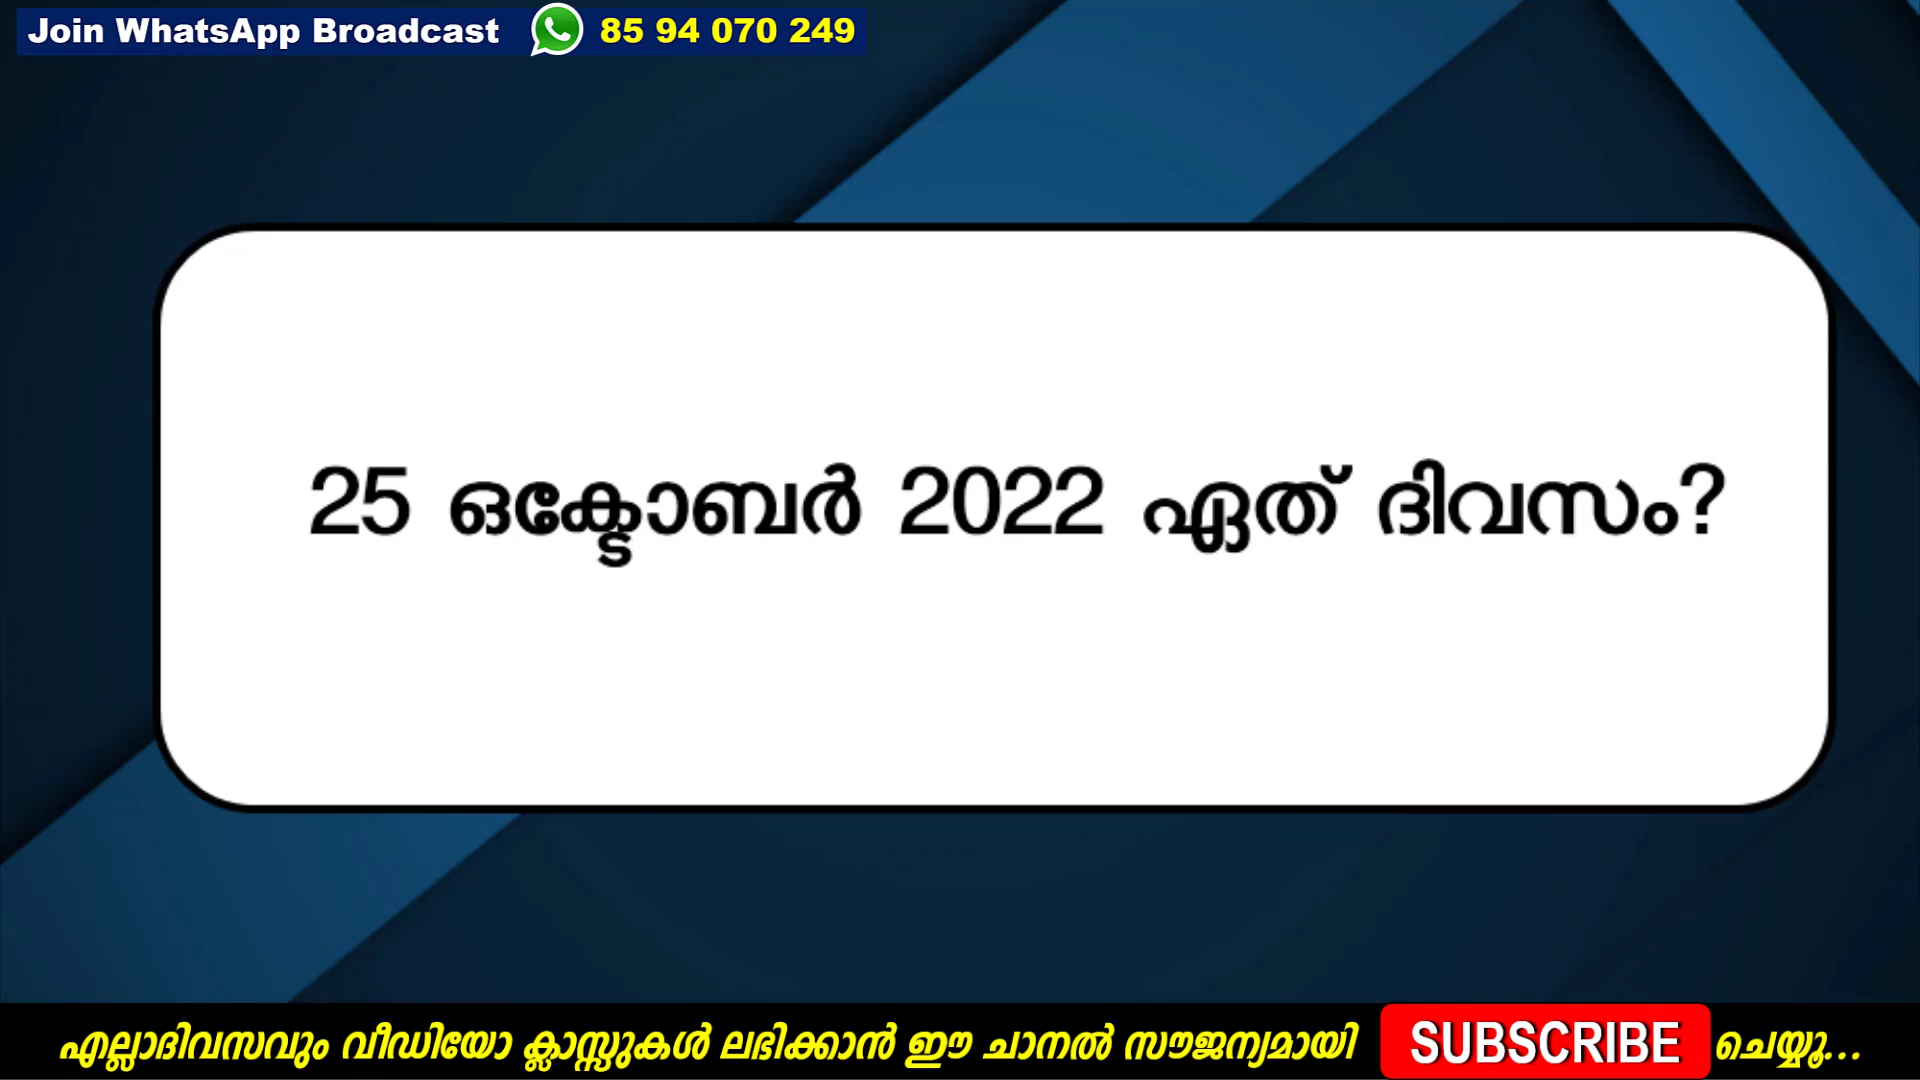 Join WhatsApp Broadcast 85 94 070 249
25 ഒക്ടോബർ 2022 ഏത് ദിവസം?
എല്ലാദിവസവും വീഡിയോ ക്ലാസ്സുകൾ ലഭിക്കാൻ ഈ ചാനൽ സൗജന്യമായി SUBSCRIBE ചെയ്യൂ...